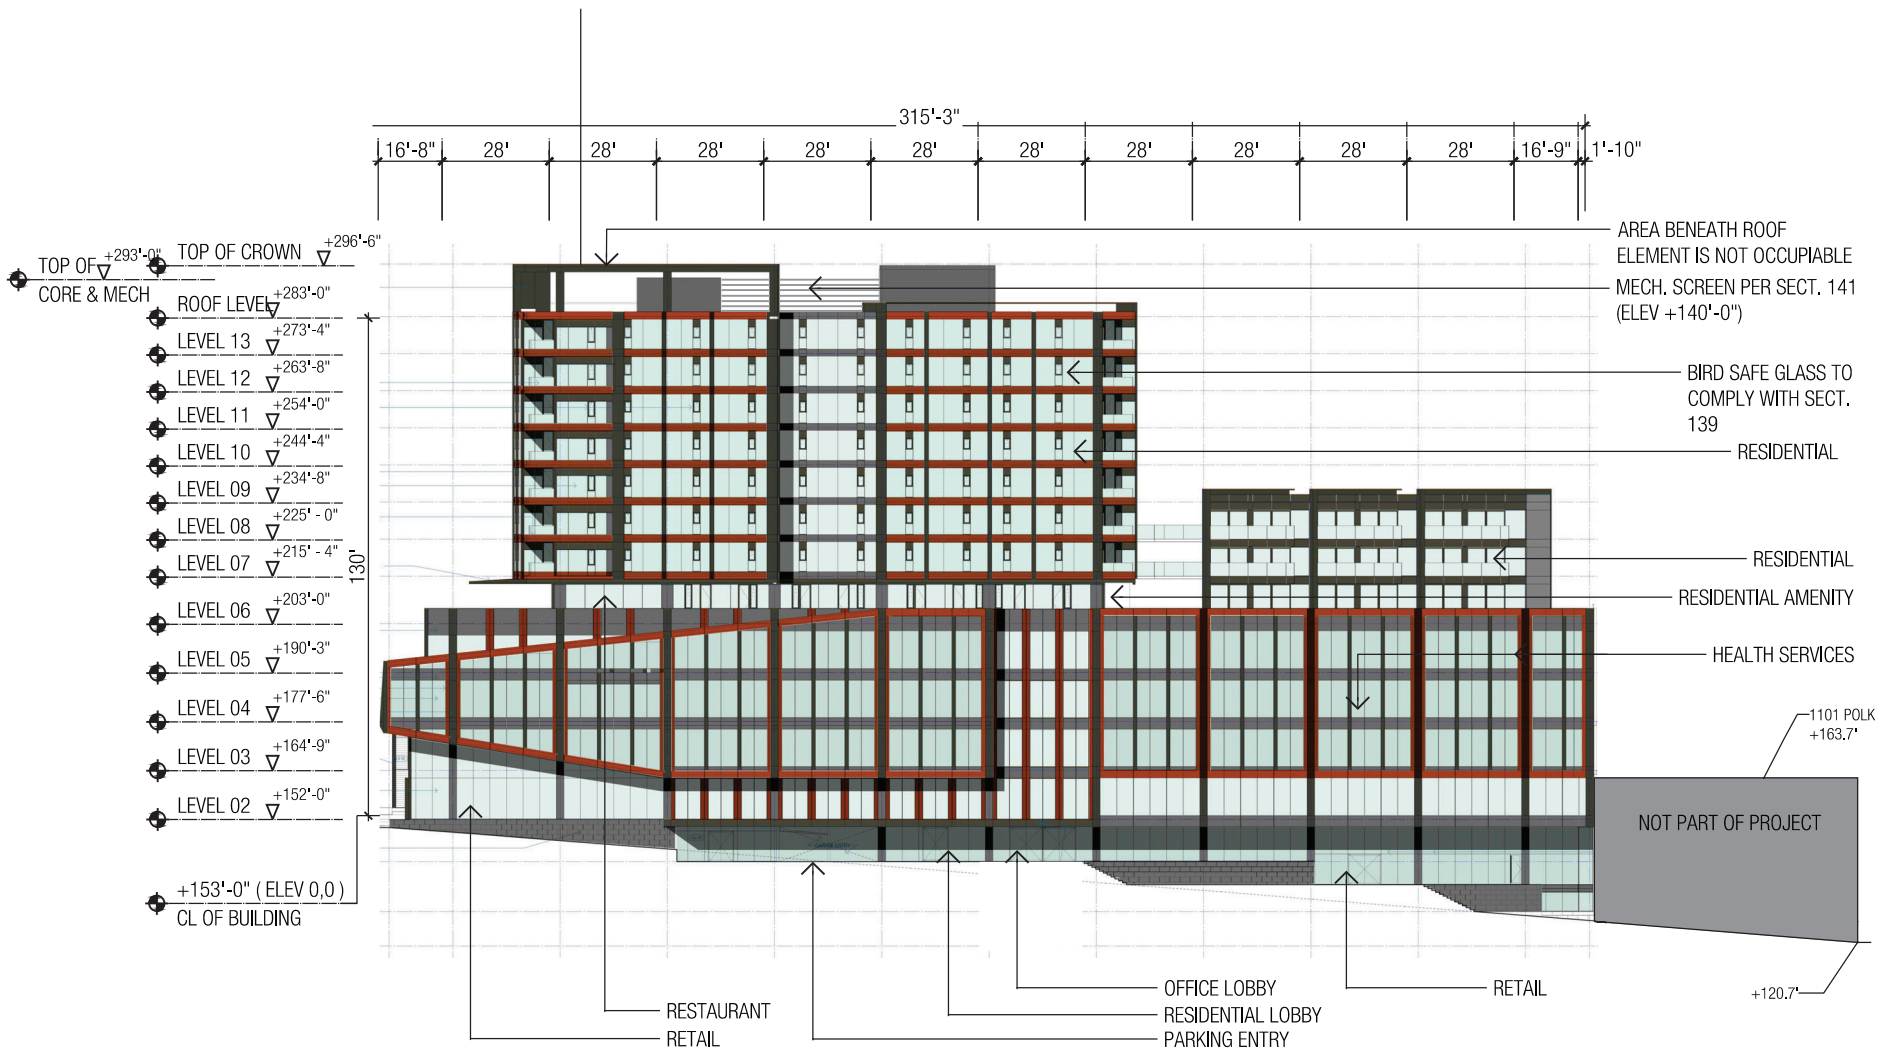 315'-3"
16'-8" 28' 28' 28' 28' 28' 28' 28' 28' 28' 28' 16'-9" 1'-10"
TOP OF CROWN +296'-6"
TOP OF +293'-0"
CORE & MECH
ROOF LEVEL +283'-0"
LEVEL 13 +273'-4"
LEVEL 12 +263'-8"
LEVEL 11 +254'-0"
LEVEL 10 +244'-4"
LEVEL 09 +234'-8"
LEVEL 08 +225' - 0"
LEVEL 07 +215' - 4"
LEVEL 06 +203'-0"
LEVEL 05 +190'-3"
LEVEL 04 +177'-6"
LEVEL 03 +164'-9"
LEVEL 02 +152'-0"
130'
+153'-0" ( ELEV 0,0 )
CL OF BUILDING
AREA BENEATH ROOF
ELEMENT IS NOT OCCUPIABLE
MECH. SCREEN PER SECT. 141
(ELEV +140'-0")
BIRD SAFE GLASS TO
COMPLY WITH SECT.
139
RESIDENTIAL
RESIDENTIAL
RESIDENTIAL AMENITY
HEALTH SERVICES
1101 POLK
+163.7'
NOT PART OF PROJECT
+120.7'
OFFICE LOBBY
RESIDENTIAL LOBBY
PARKING ENTRY
RETAIL
RESTAURANT
RETAIL